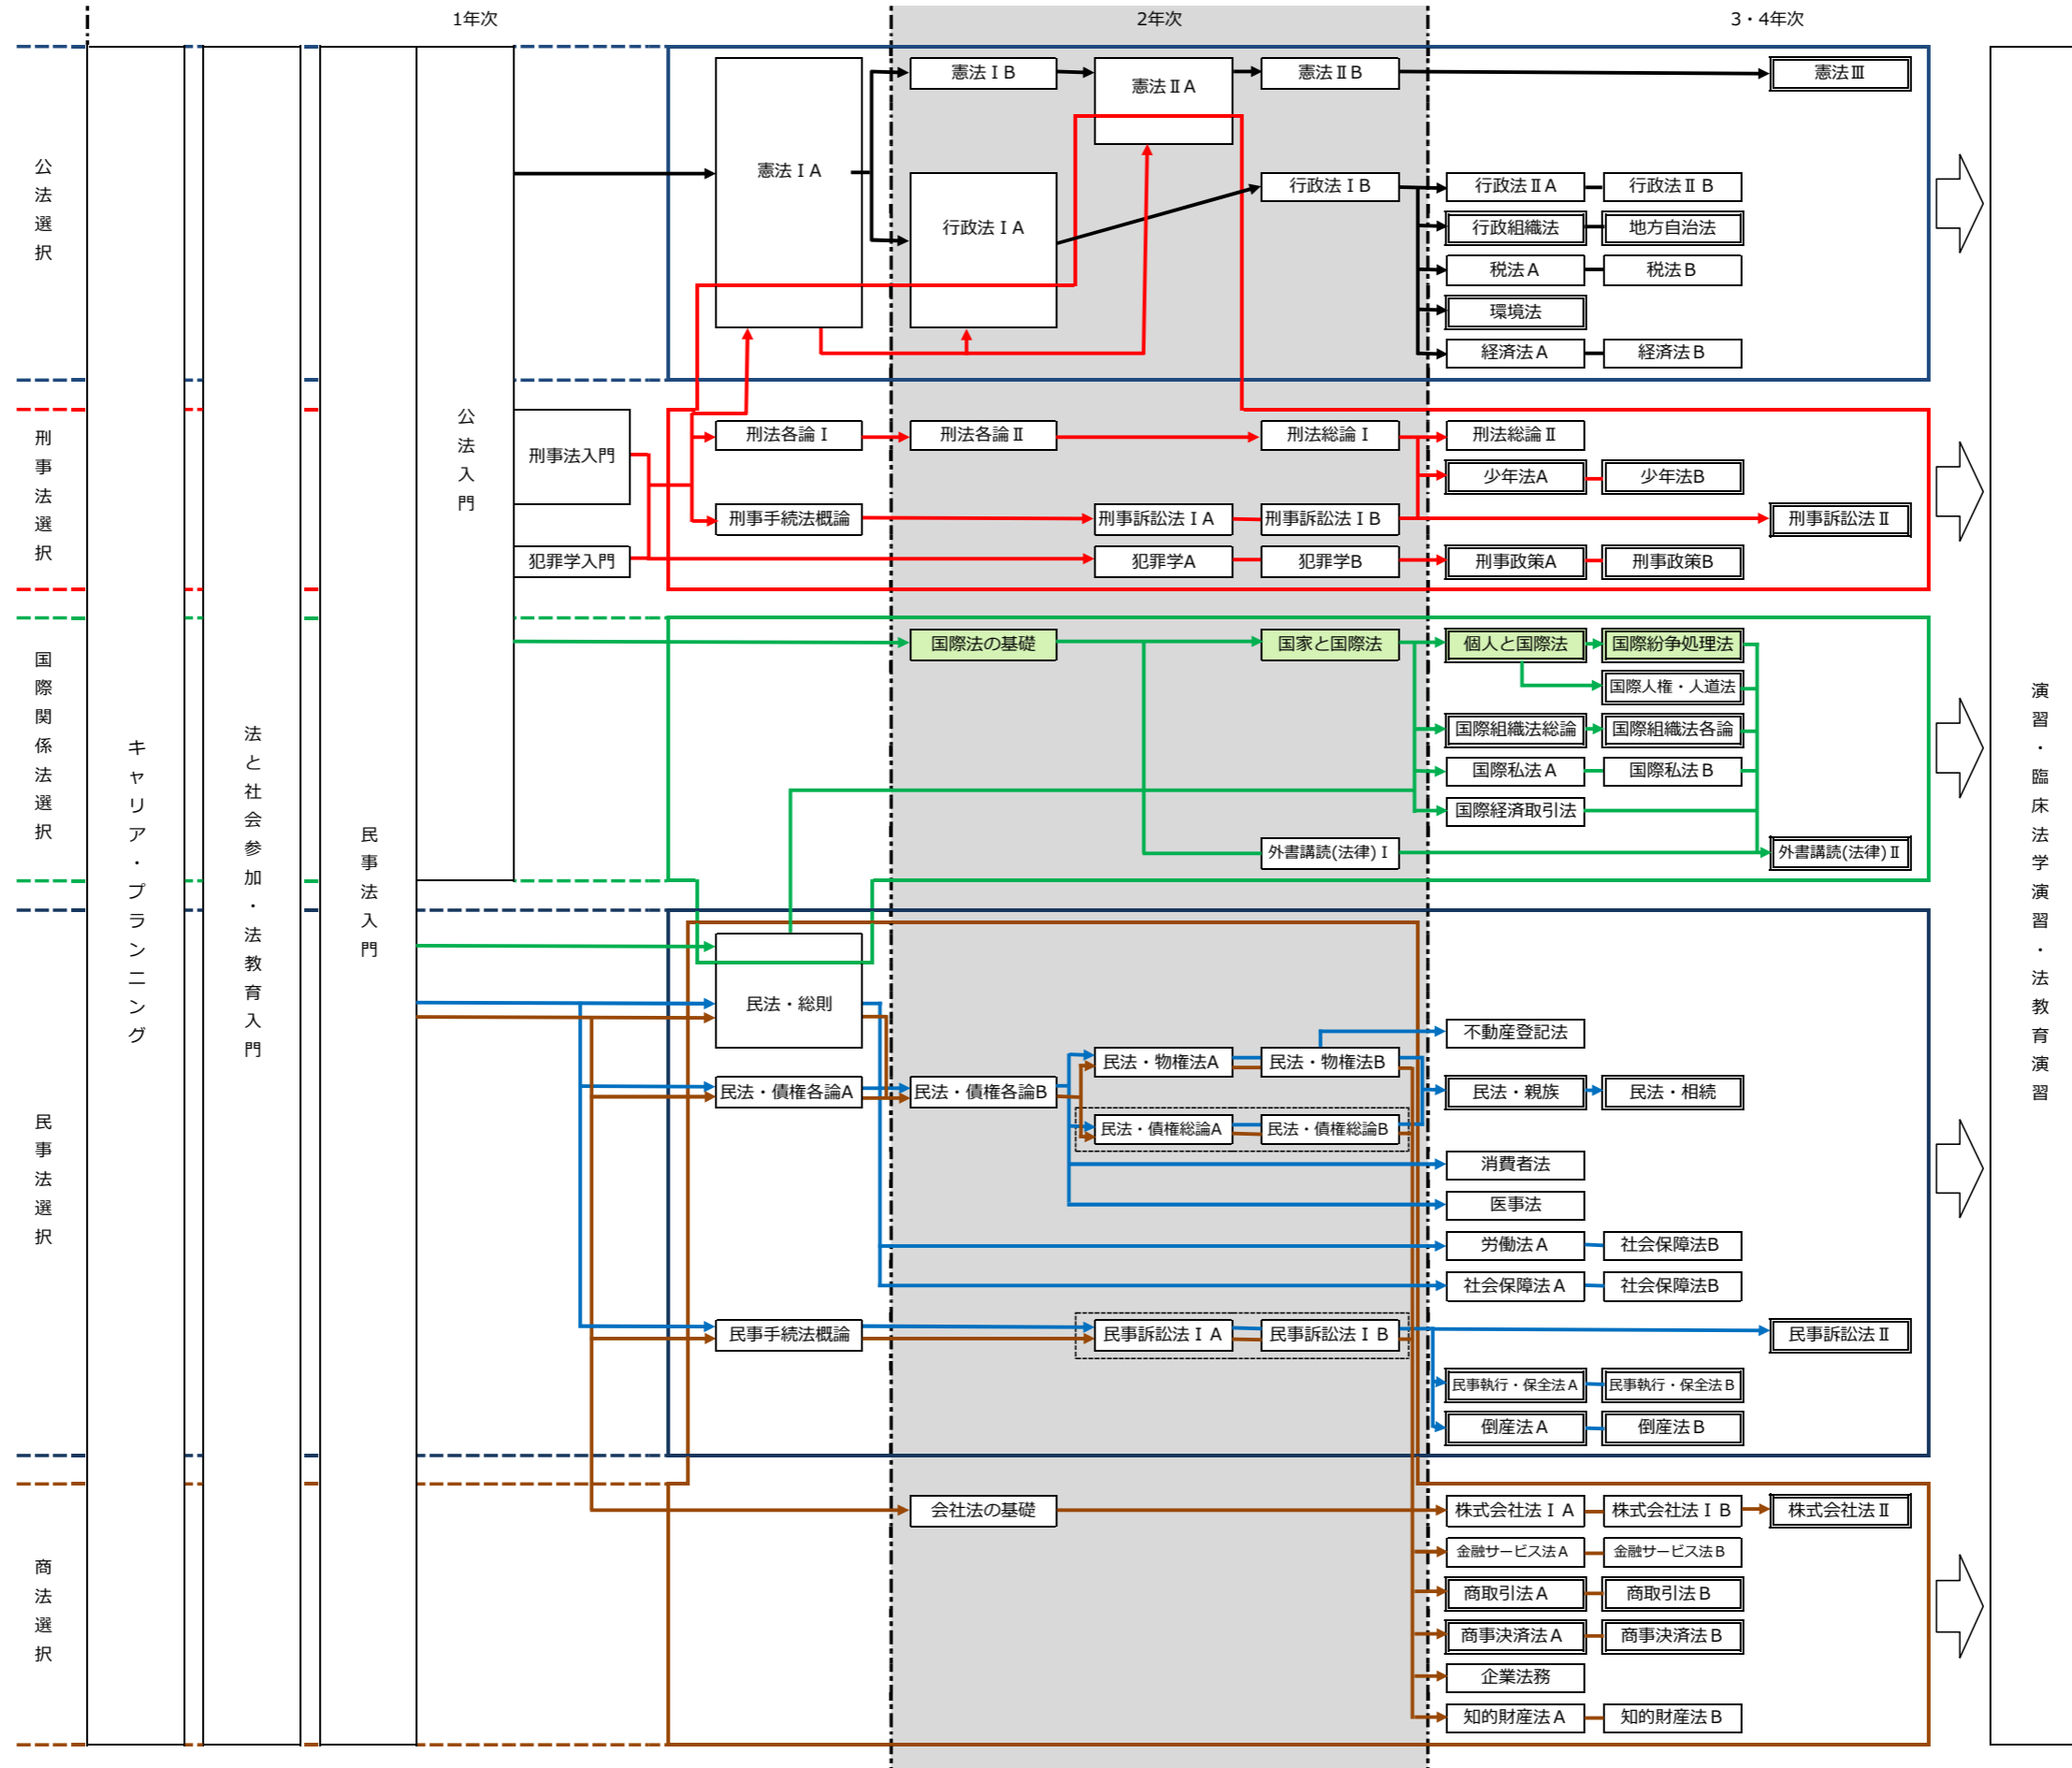 1年次
2年次
3・4年次
公法選択
刑事法選択
国際関係法選択
民事法選択
商法選択
キャリア・プランニング
法と社会参加・法教育入門
民事法入門
公法入門
憲法ⅠA
憲法ⅠB
憲法ⅡA
憲法ⅡB
憲法Ⅲ
行政法ⅠA
行政法ⅠB
行政法ⅡA
行政法ⅡB
行政組織法
地方自治法
税法A
税法B
環境法
経済法A
経済法B
刑事法入門
刑法各論Ⅰ
刑法各論Ⅱ
刑法総論Ⅰ
刑法総論Ⅱ
少年法A
少年法B
刑事手続法概論
刑事訴訟法ⅠA
刑事訴訟法ⅠB
刑事訴訟法Ⅱ
犯罪学入門
犯罪学A
犯罪学B
刑事政策A
刑事政策B
国際法の基礎
国家と国際法
個人と国際法
国際紛争処理法
国際人権・人道法
国際組織法総論
国際組織法各論
国際私法A
国際私法B
国際経済取引法
外書講読(法律)Ⅰ
外書講読(法律)Ⅱ
民法・総則
不動産登記法
民法・物権法A
民法・物権法B
民法・債権各論A
民法・債権各論B
民法・親族
民法・相続
民法・債権総論A
民法・債権総論B
消費者法
医事法
労働法A
社会保障法B
社会保障法A
社会保障法B
民事手続法概論
民事訴訟法ⅠA
民事訴訟法ⅠB
民事訴訟法Ⅱ
民事執行・保全法A
民事執行・保全法B
倒産法A
倒産法B
会社法の基礎
株式会社法ⅠA
株式会社法ⅠB
株式会社法Ⅱ
金融サービス法A
金融サービス法B
商取引法A
商取引法B
商事決済法A
商事決済法B
企業法務
知的財産法A
知的財産法B
演習・臨床法学演習・法教育演習